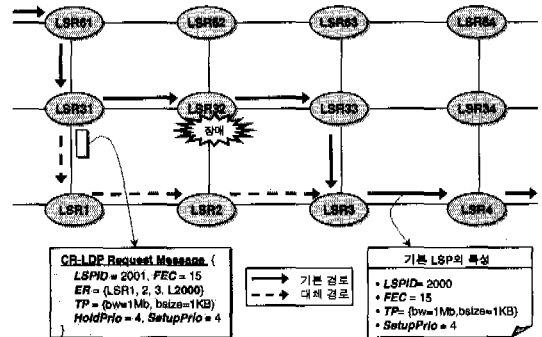 LSR61 LSR62 LSR63 LSR64
LSR31 LSR32 LSR33 LSR34
장애
LSR1 LSR2 LSR3 LSR4
CR-LDP Request Message {
LSPID = 2001, FEC = 15
ER = {LSR1, 2, 3, L2000}
TP = {bw=1Mb, bsize=1KB}
HoldPrio = 4, SetupPrio = 4
}
기본 경로
대체 경로
기본 LSP의 특성
• LSPID= 2000
• FEC = 15
• TP= {bw=1Mb,bsize=1KB}
• SetupPrio = 4